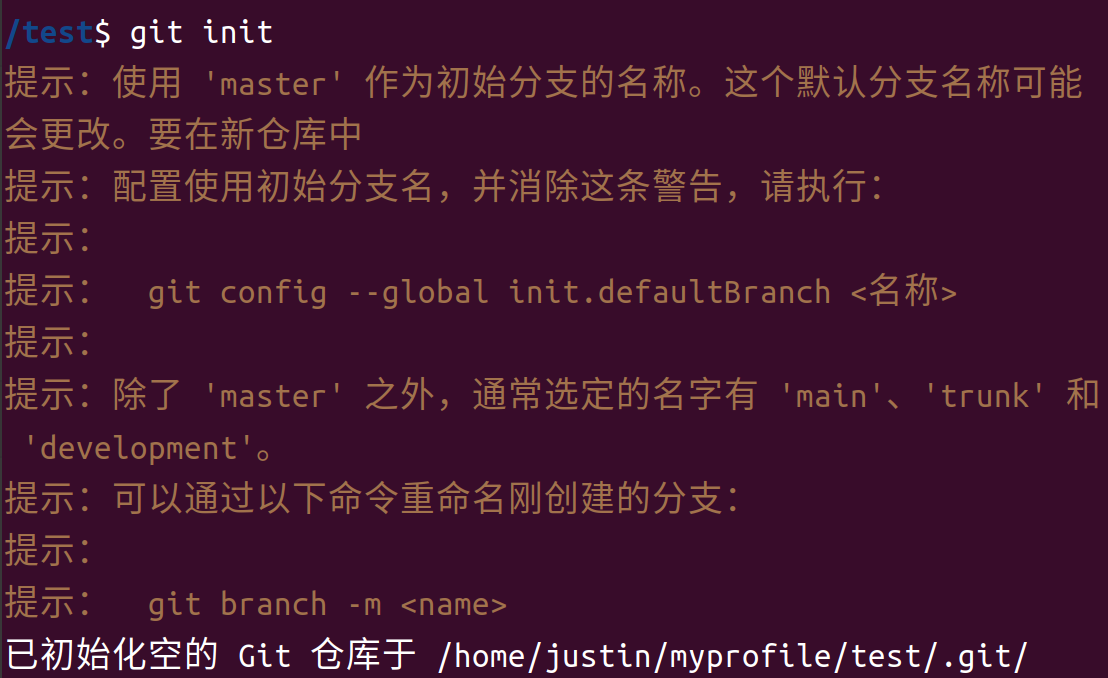 /test$ git init
提示：使用 'master' 作为初始分支的名称。这个默认分支名称可能
会更改。要在新仓库中
提示：配置使用初始分支名，并消除这条警告，请执行：
提示：
提示：  git config --global init.defaultBranch <名称>
提示：
提示：除了 'master' 之外，通常选定的名字有 'main'、'trunk' 和
 'development'。
提示：可以通过以下命令重命名刚创建的分支：
提示：
提示：  git branch -m <name>
已初始化空的 Git 仓库于 /home/justin/myprofile/test/.git/